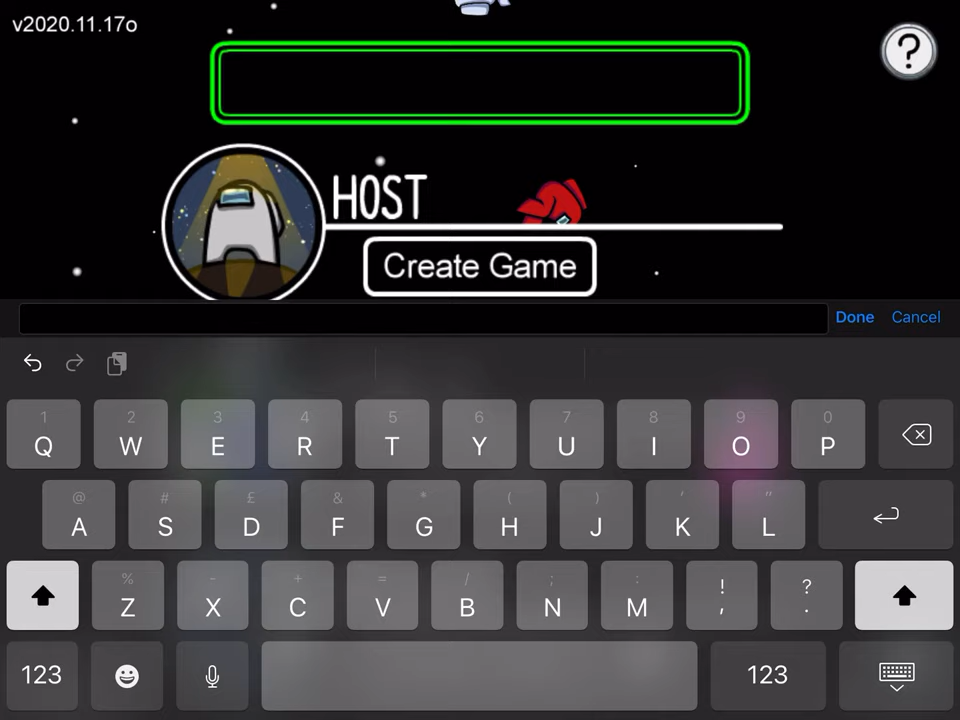 v2020.11.17o
?
HOST
Create Game
Done Cancel
1 2 3 4 5 6 7 8 9 0
Q W E R T Y U I O P
@ # £ & * ( ) ' "
A S D F G H J K L
% - + = / ; : ! ?
Z X C V B N M , .
123 123